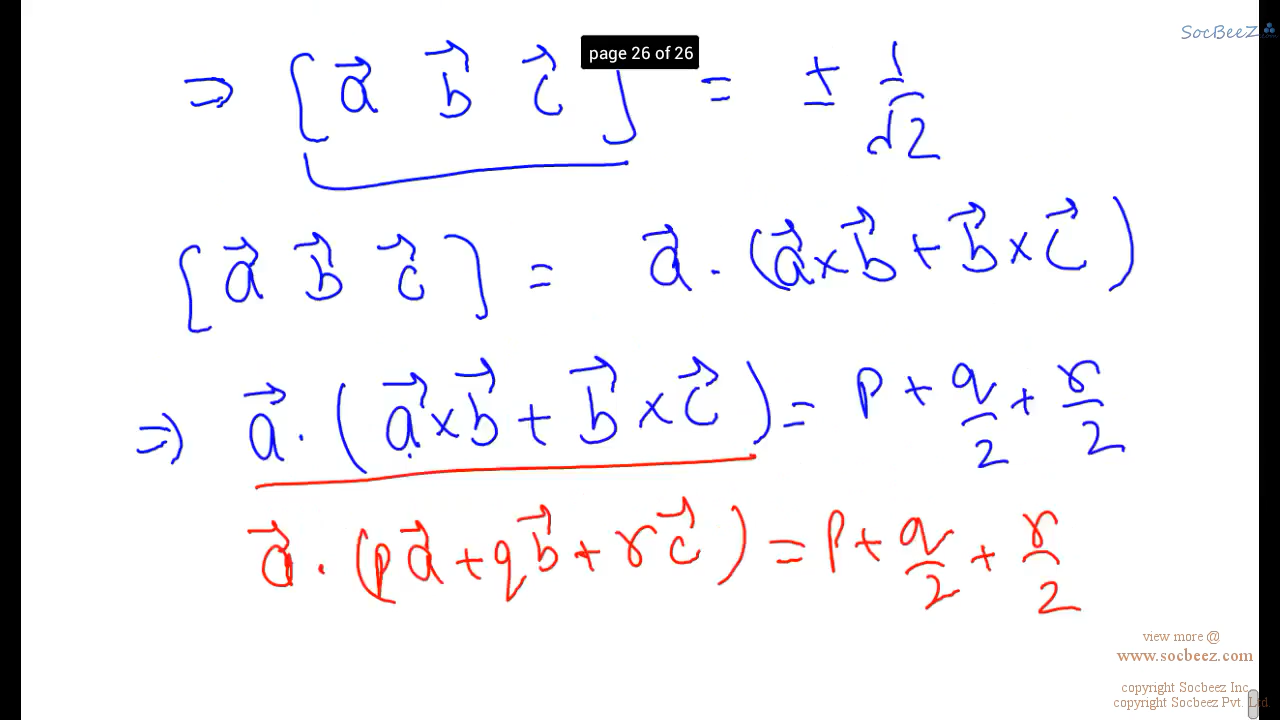 SocBeeZ
page 26 of 26
⇒ [a⃗ b⃗ c⃗] = ± 1/√2
[a⃗ b⃗ c⃗] = a⃗ . (a⃗ × b⃗ + b⃗ × c⃗)
⇒ a⃗ . (a⃗ × b⃗ + b⃗ × c⃗) = p + q/2 + r/2
a⃗ . (pa⃗ + qb⃗ + rc⃗) = p + q/2 + r/2
view more @
www.socbeez.com
copyright Socbeez Inc
copyright Socbeez Pvt. Ltd.